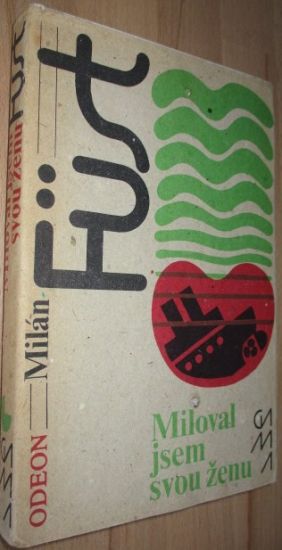 ODEON
Milán
Füst
Miloval
jsem
svou ženu
Miloval jsem
svou ženu
Füst